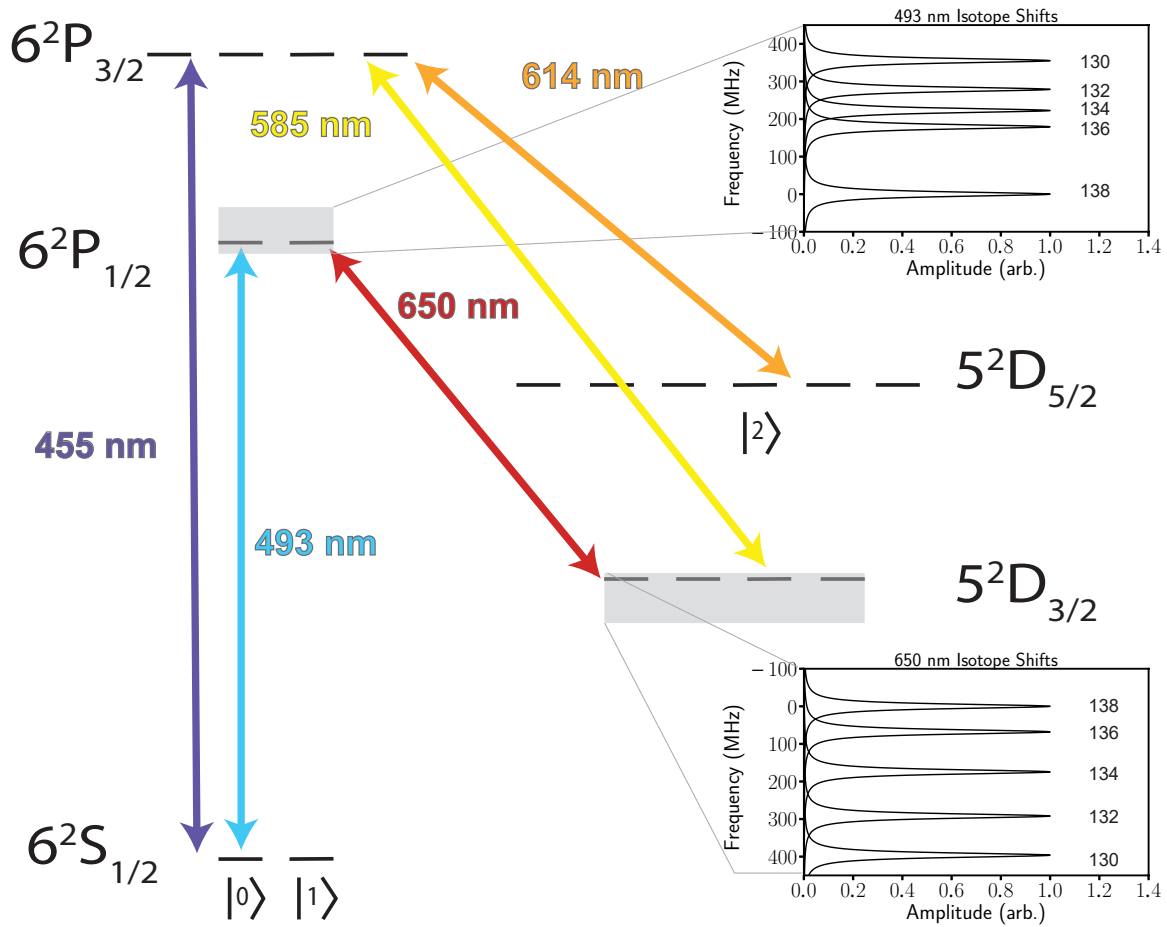 6²P3/2
455 nm
585 nm
614 nm
6²P1/2
493 nm
650 nm
5²D5/2
|2⟩
5²D3/2
6²S1/2
|0⟩ |1⟩
493 nm Isotope Shifts
Frequency (MHz)
400
300
200
100
0
−100
130
132
134
136
138
0.0 0.2 0.4 0.6 0.8 1.0 1.2 1.4
Amplitude (arb.)
650 nm Isotope Shifts
Frequency (MHz)
−100
0
100
200
300
400
138
136
134
132
130
0.0 0.2 0.4 0.6 0.8 1.0 1.2 1.4
Amplitude (arb.)